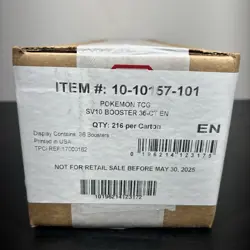 ITEM #: 10-10157-101
POKEMON TCG
SV10 BOOSTER 36-CT EN
QTY: 216 per Carton
Display Contains: 36 Boosters
Printed in USA
EN
NOT FOR RETAIL SALE BEFORE MAY 30, 2025